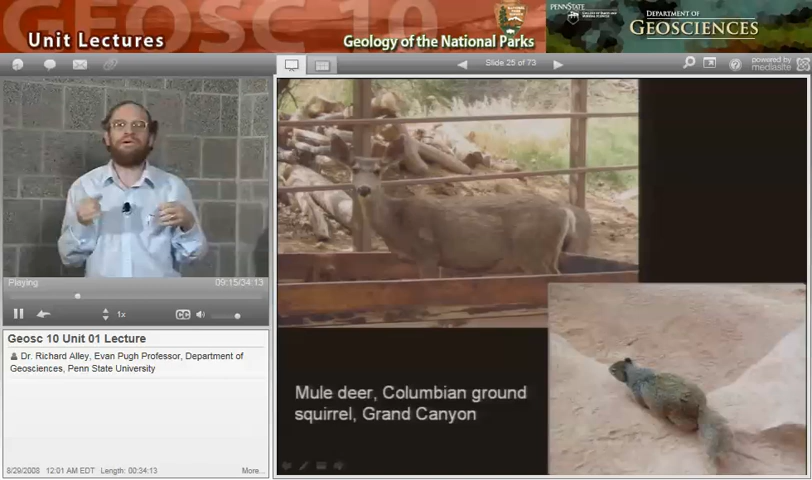 GEOSC 10
Unit Lectures
Geology of the National Parks
PENNSTATE
DEPARTMENT OF
GEOSCIENCES
Slide 25 of 73
powered by
mediasite
Playing
09:15/34:13
1x
CC
Geosc 10 Unit 01 Lecture
Dr. Richard Alley, Evan Pugh Professor, Department of
Geosciences, Penn State University
8/29/2008 12:01 AM EDT Length: 00:34:13
More...
Mule deer, Columbian ground
squirrel, Grand Canyon